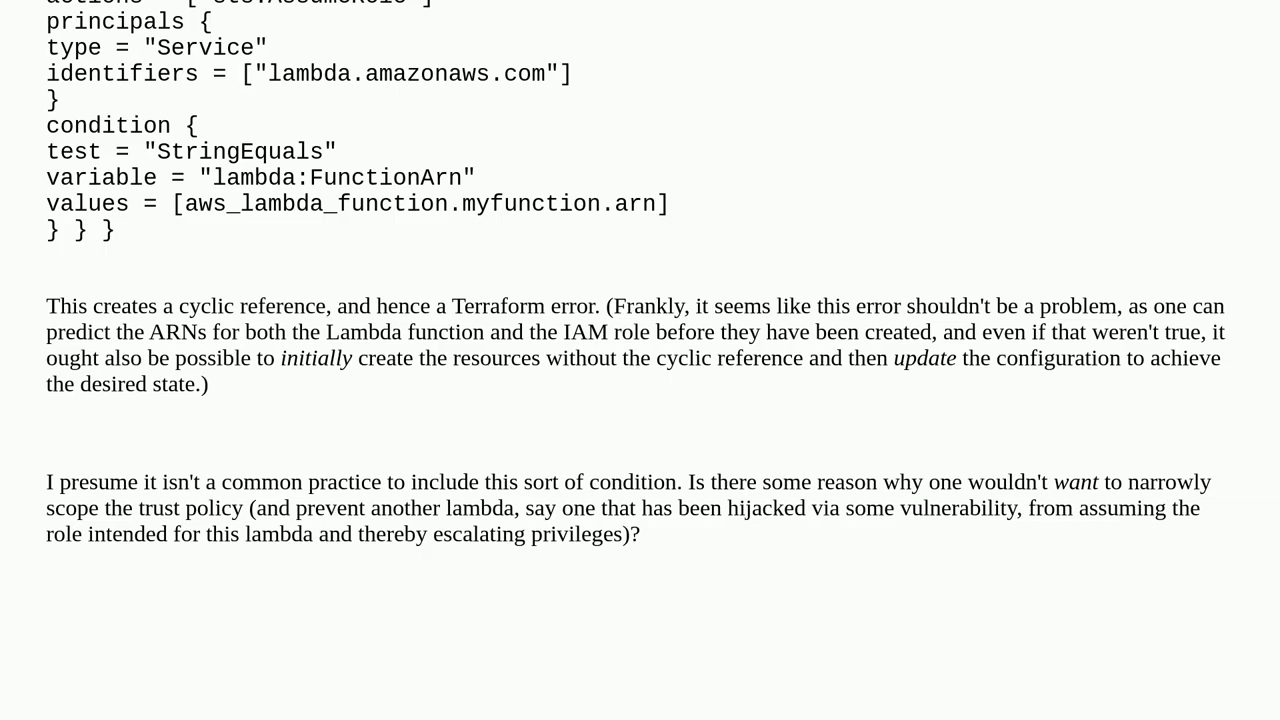 principals {
type = "Service"
identifiers = ["lambda.amazonaws.com"]
}
condition {
test = "StringEquals"
variable = "lambda:FunctionArn"
values = [aws_lambda_function.myfunction.arn]
} } }
This creates a cyclic reference, and hence a Terraform error. (Frankly, it seems like this error shouldn't be a problem, as one can
predict the ARNs for both the Lambda function and the IAM role before they have been created, and even if that weren't true, it
ought also be possible to initially create the resources without the cyclic reference and then update the configuration to achieve
the desired state.)
I presume it isn't a common practice to include this sort of condition. Is there some reason why one wouldn't want to narrowly
scope the trust policy (and prevent another lambda, say one that has been hijacked via some vulnerability, from assuming the
role intended for this lambda and thereby escalating privileges)?